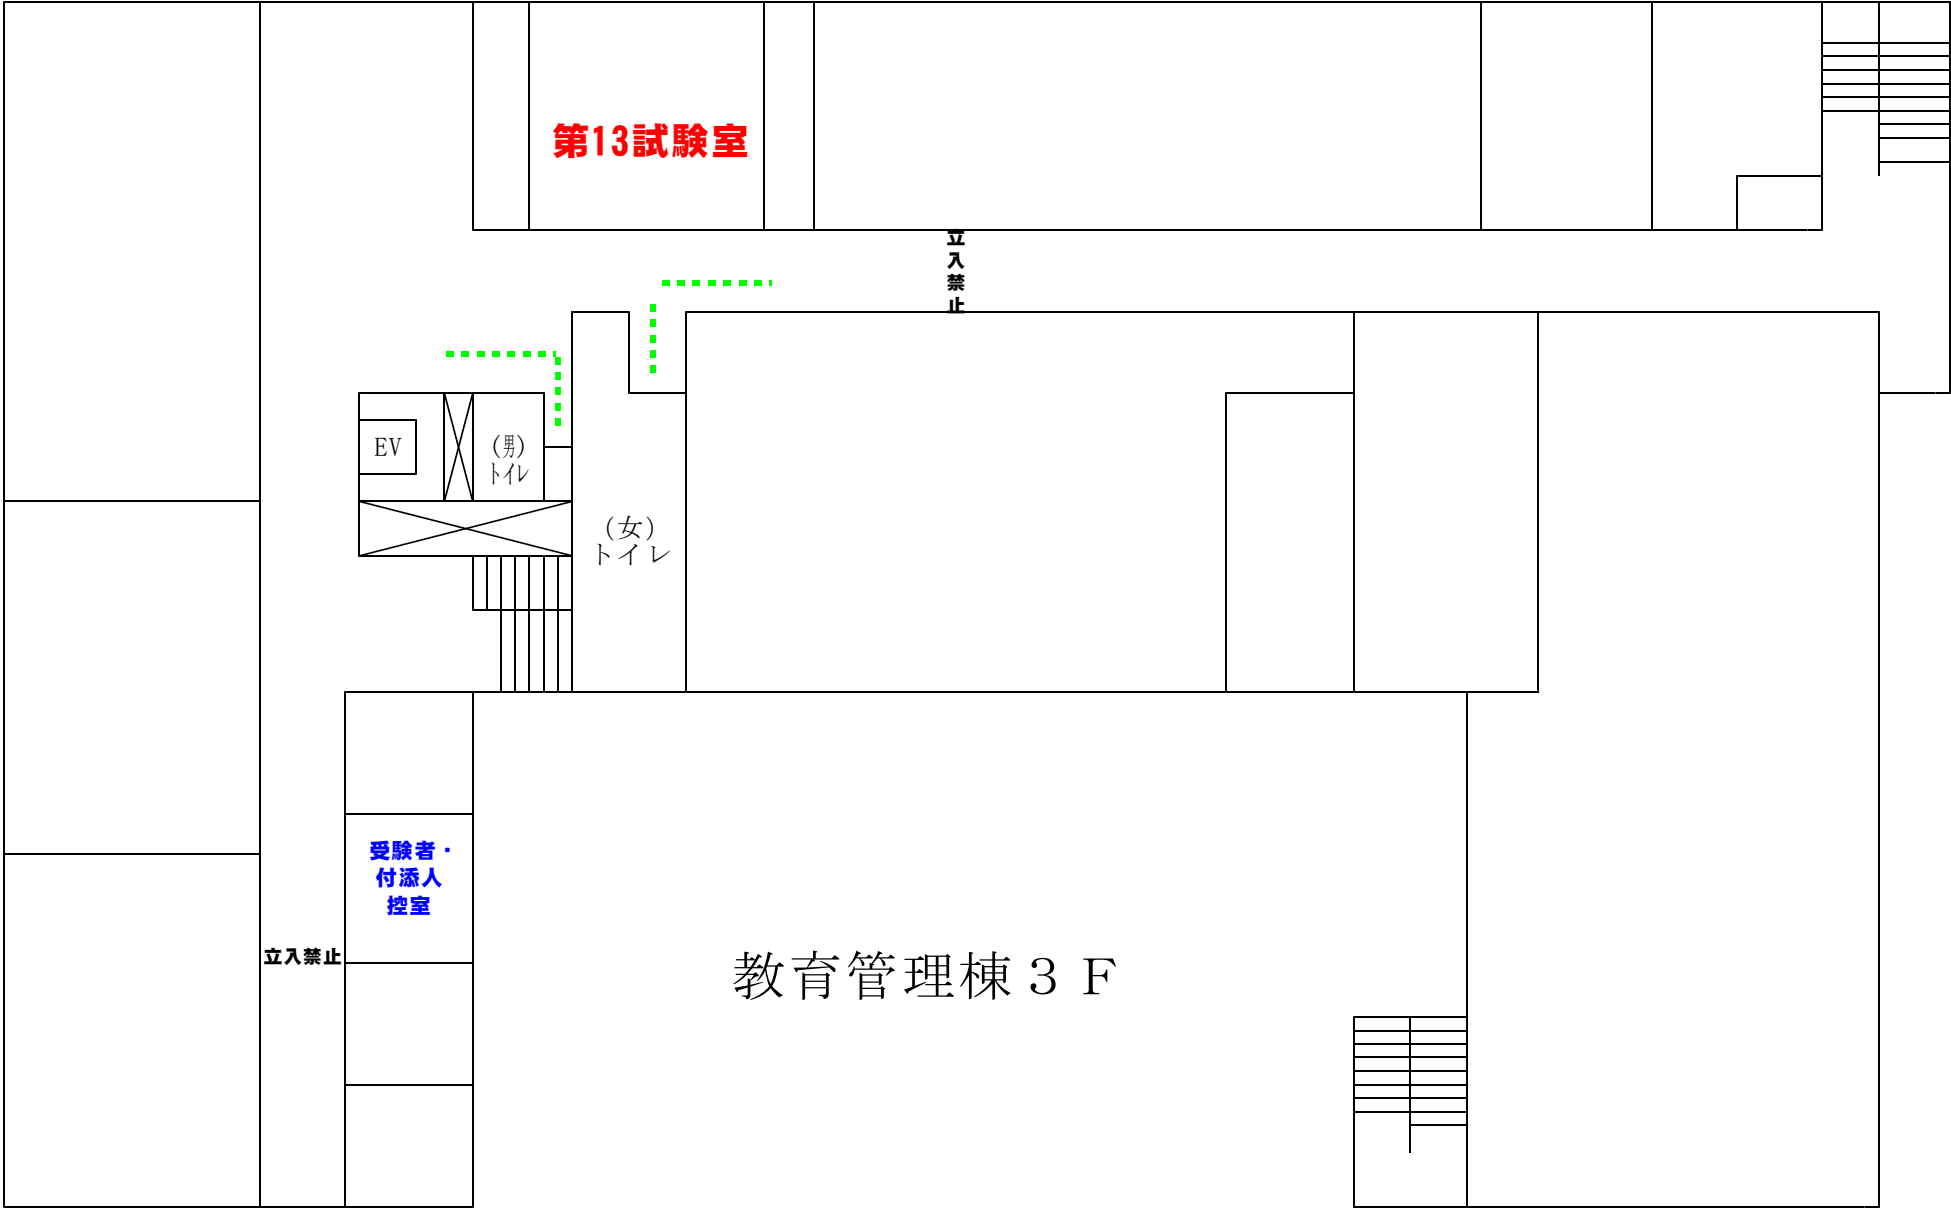 第13試験室
立入禁止
EV
（男）
トイレ
（女）
トイレ
受験者・
付添人
控室
立入禁止
教育管理棟３Ｆ